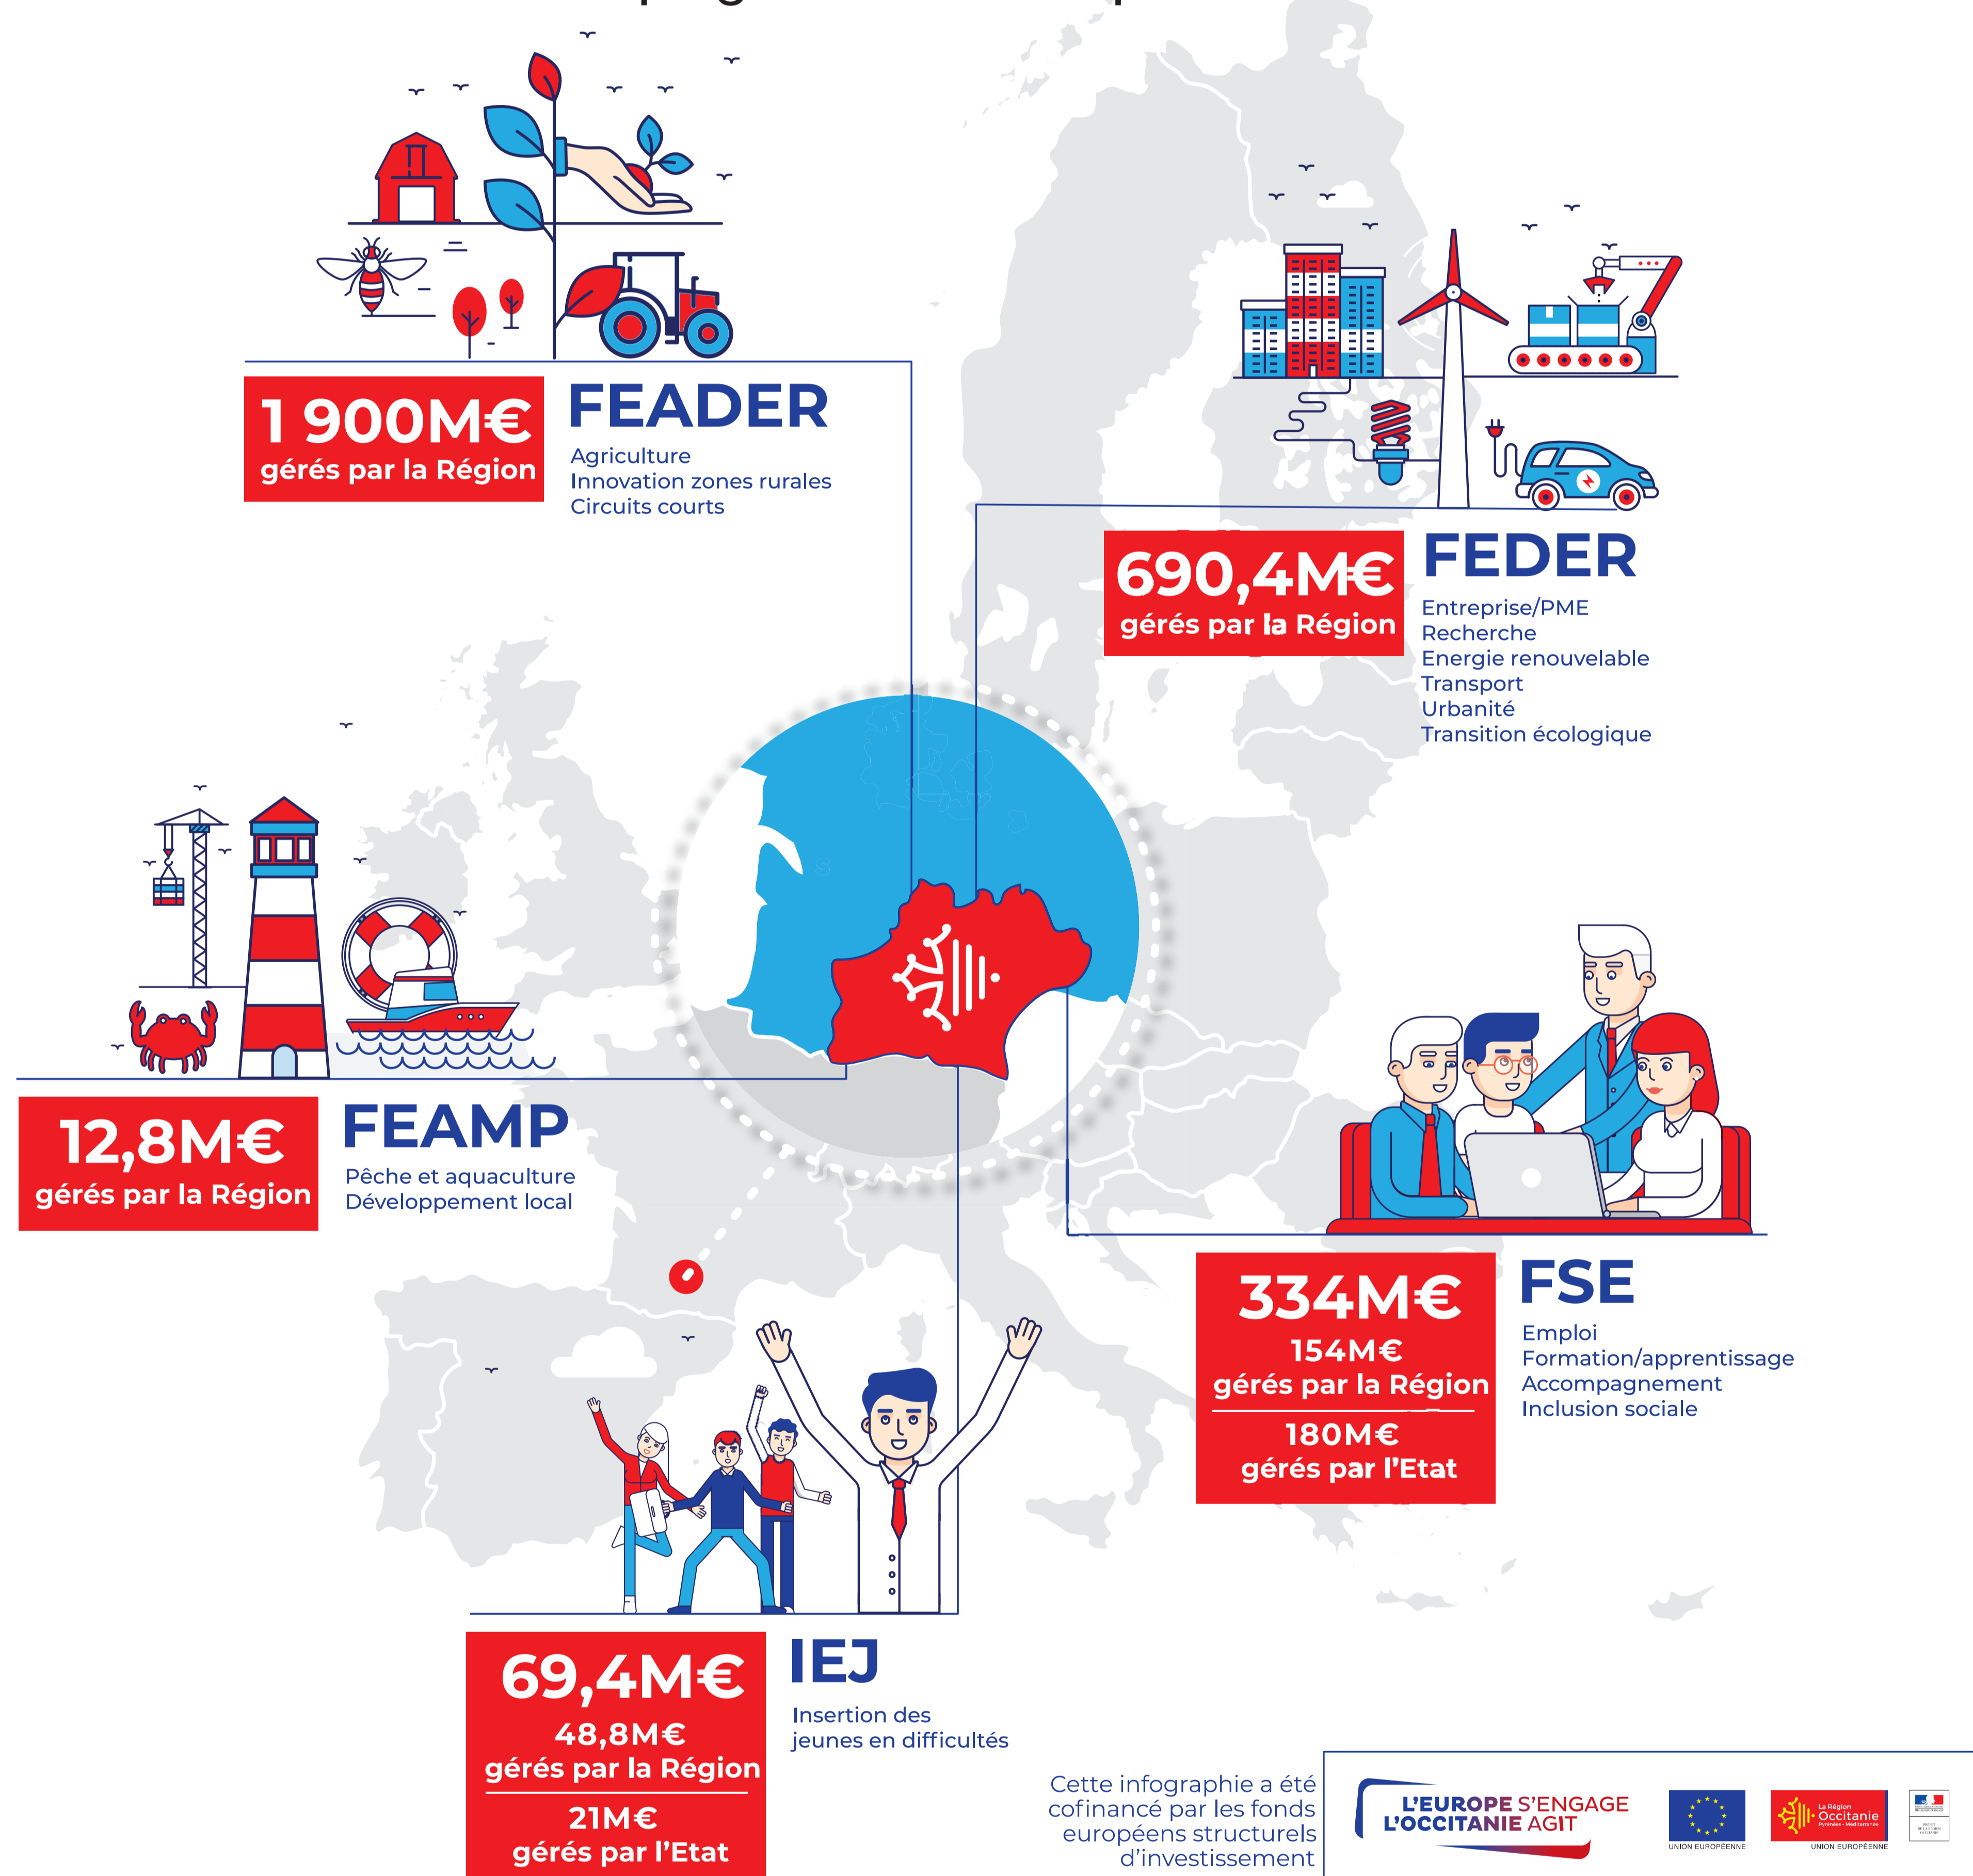 1 900M€
gérés par la Région
FEADER
Agriculture
Innovation zones rurales
Circuits courts
690,4M€
gérés par la Région
FEDER
Entreprise/PME
Recherche
Energie renouvelable
Transport
Urbanité
Transition écologique
12,8M€
gérés par la Région
FEAMP
Pêche et aquaculture
Développement local
334M€
154M€
gérés par la Région
180M€
gérés par l'Etat
FSE
Emploi
Formation/apprentissage
Accompagnement
Inclusion sociale
69,4M€
48,8M€
gérés par la Région
21M€
gérés par l'Etat
IEJ
Insertion des
jeunes en difficultés
Cette infographie a été
cofinancé par les fonds
européens structurels
d'investissement
L'EUROPE S'ENGAGE
L'OCCITANIE AGIT
UNION EUROPÉENNE
La Région
Occitanie
Pyrénées - Méditerranée
UNION EUROPÉENNE